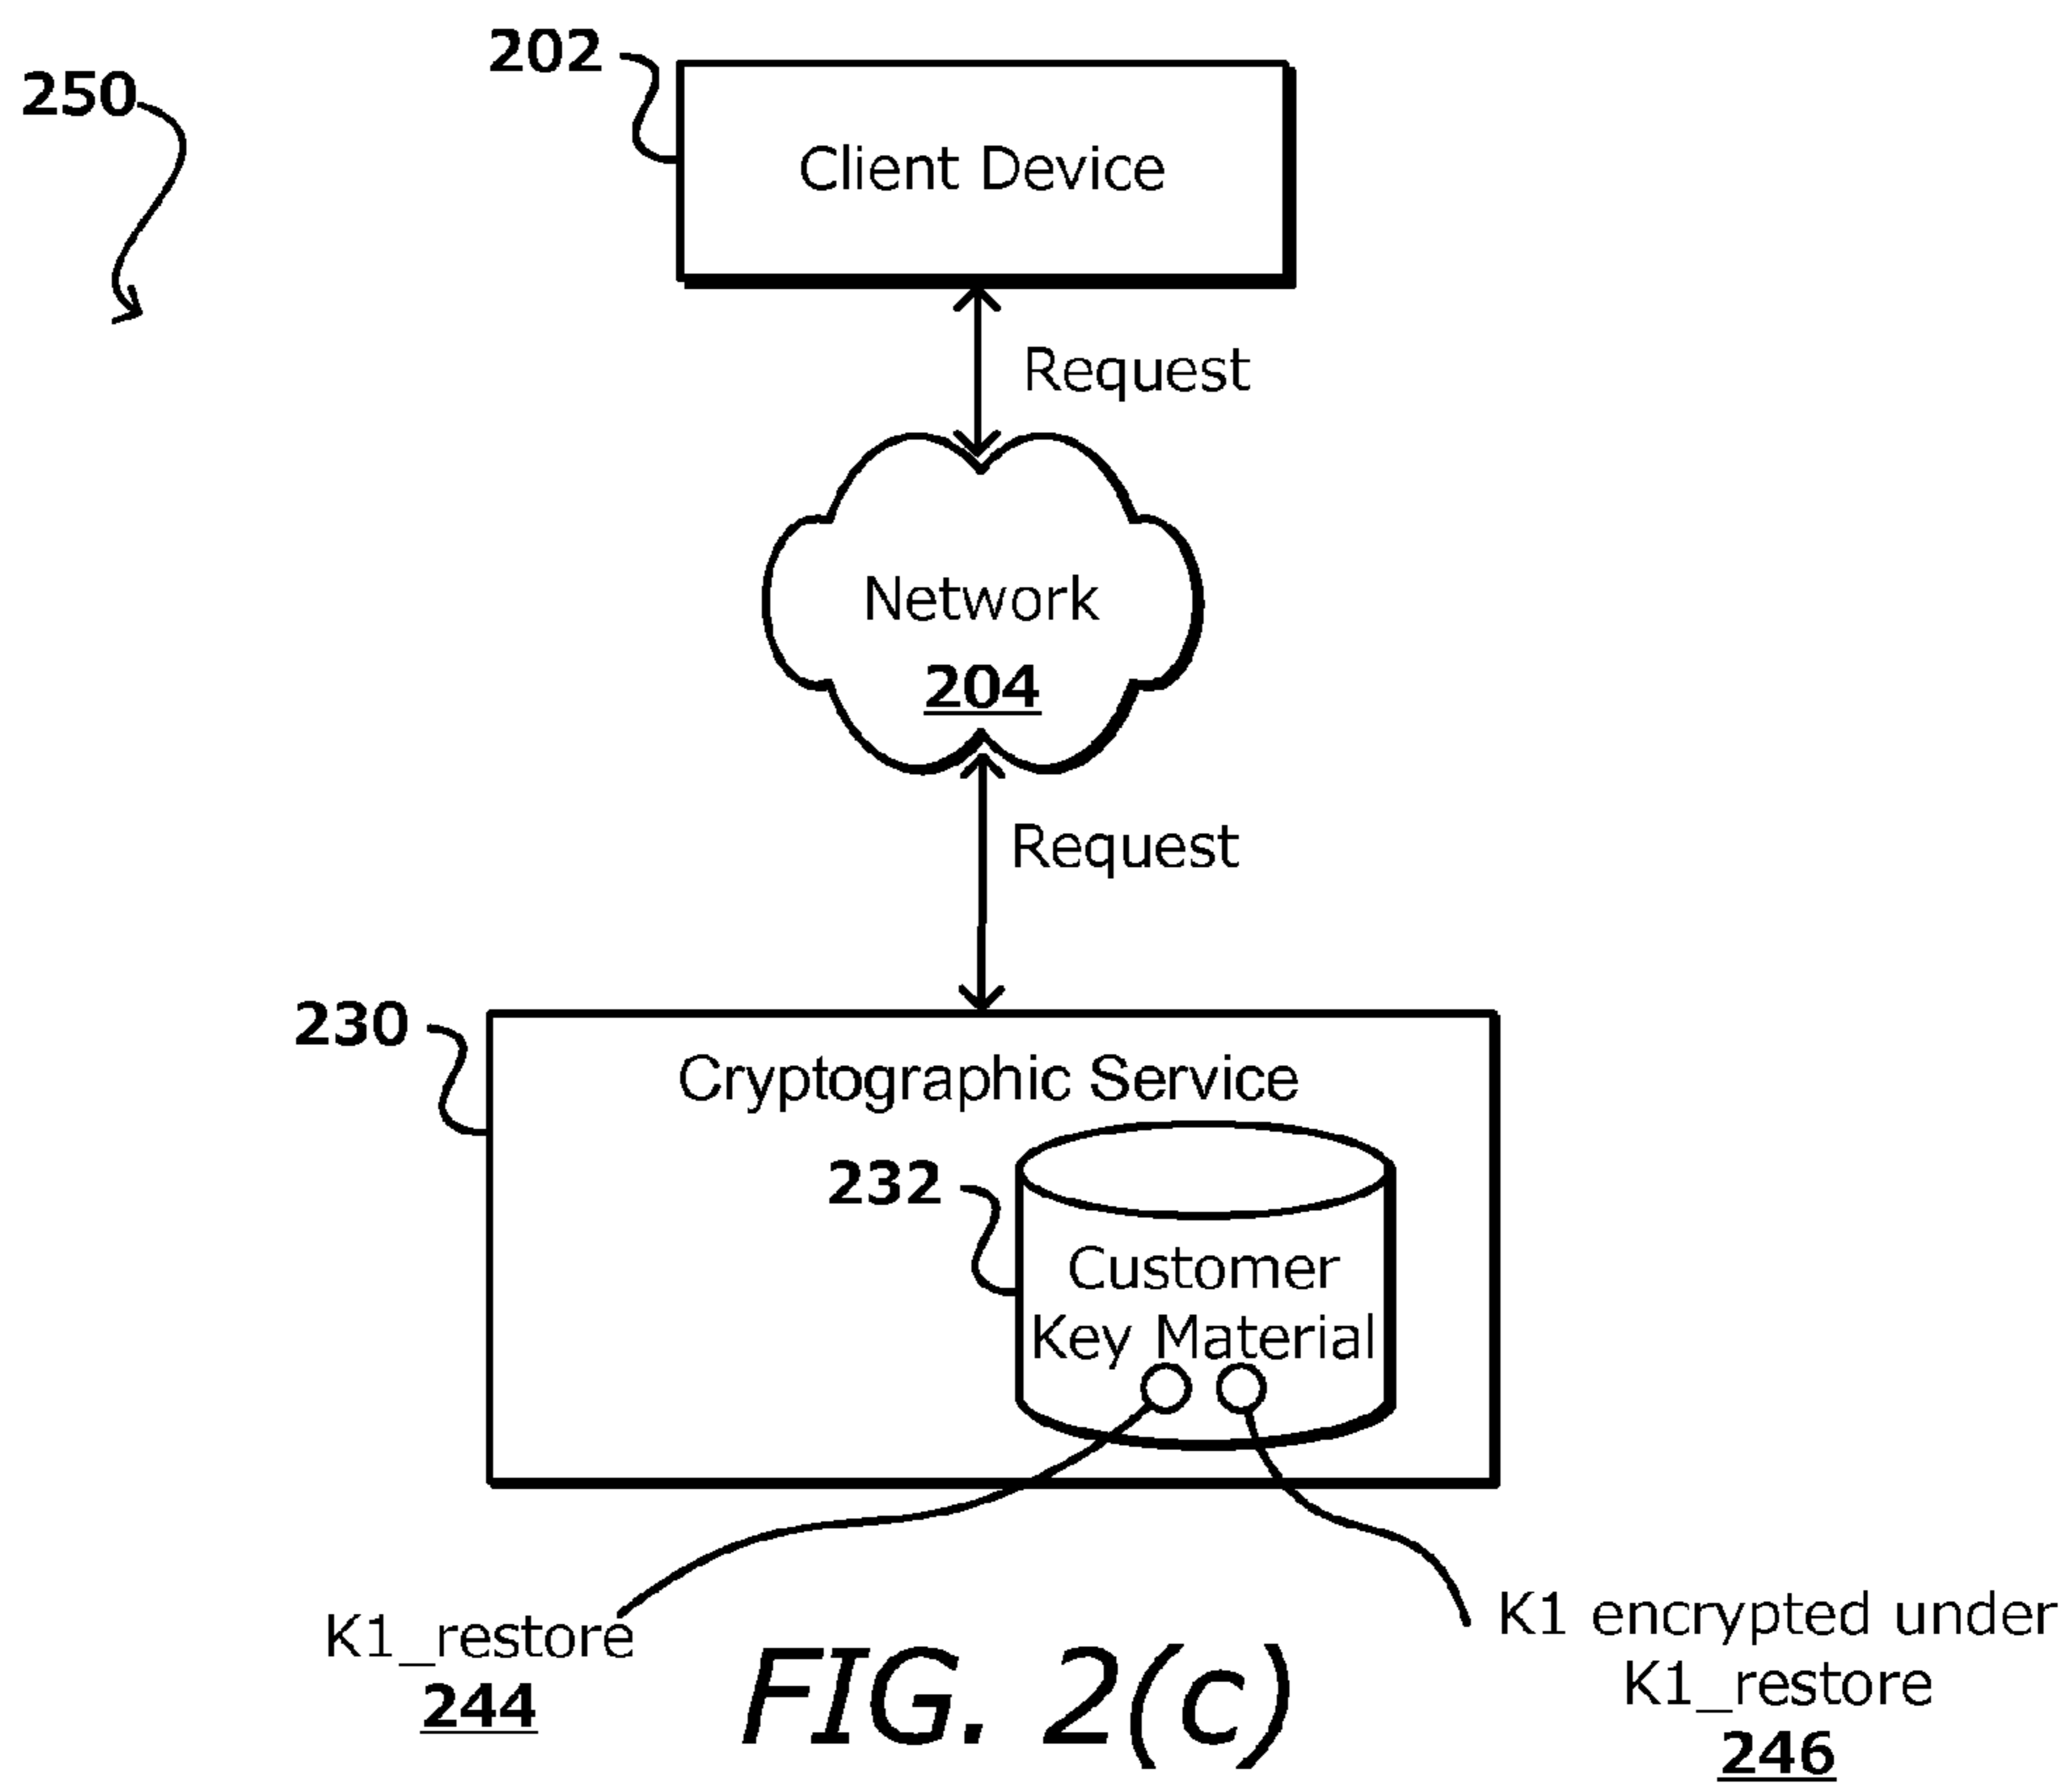 202
250
Client Device
Request
Network
204
Request
230
Cryptographic Service
232
Customer
Key Material
K1_restore
244
K1 encrypted under
K1_restore
246
FIG. 2(c)